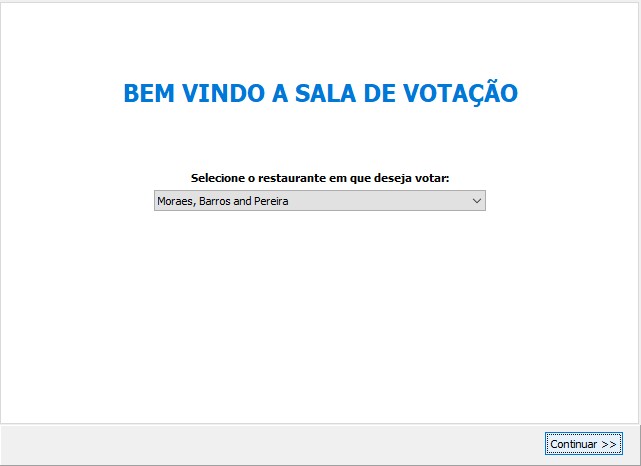 BEM VINDO A SALA DE VOTAÇÃO
Selecione o restaurante em que deseja votar:
Moraes, Barros and Pereira
Continuar >>